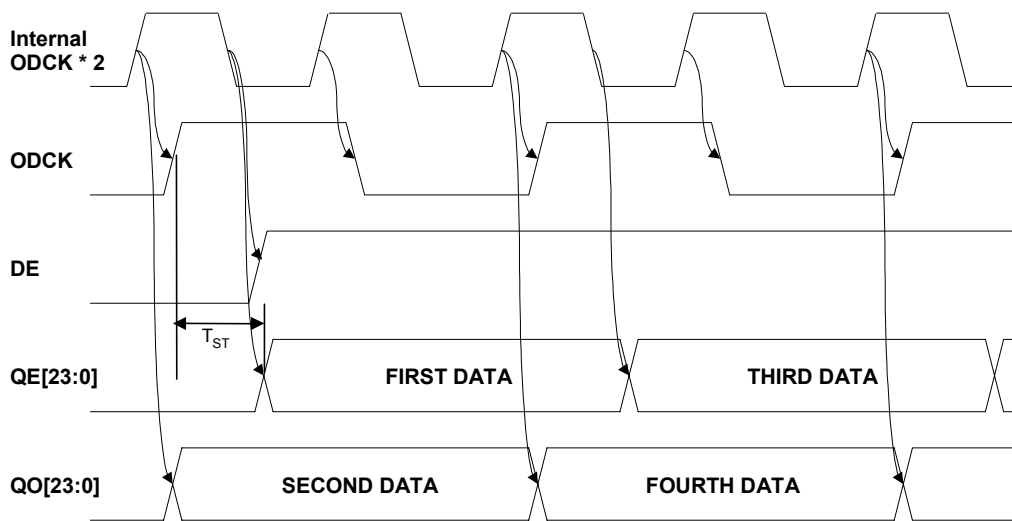 Internal
ODCK * 2
ODCK
DE
T_ST
QE[23:0]
FIRST DATA
THIRD DATA
QO[23:0]
SECOND DATA
FOURTH DATA